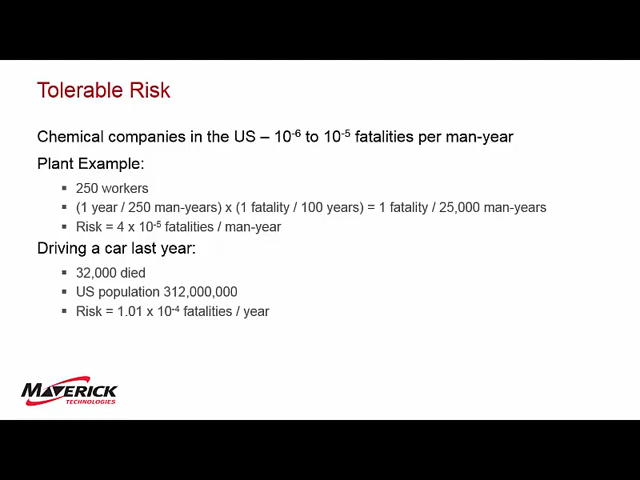 Tolerable Risk
Chemical companies in the US – 10⁻⁶ to 10⁻⁵ fatalities per man-year
Plant Example:
▪ 250 workers
▪ (1 year / 250 man-years) x (1 fatality / 100 years) = 1 fatality / 25,000 man-years
▪ Risk = 4 x 10⁻⁵ fatalities / man-year
Driving a car last year:
▪ 32,000 died
▪ US population 312,000,000
▪ Risk = 1.01 x 10⁻⁴ fatalities / year
MAVERICK
TECHNOLOGIES